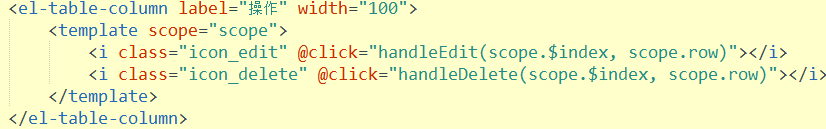 <el-table-column label="操作" width="100">
<template scope="scope">
<i class="icon_edit" @click="handleEdit(scope.$index, scope.row)"></i>
<i class="icon_delete" @click="handleDelete(scope.$index, scope.row)"></i>
</template>
</el-table-column>